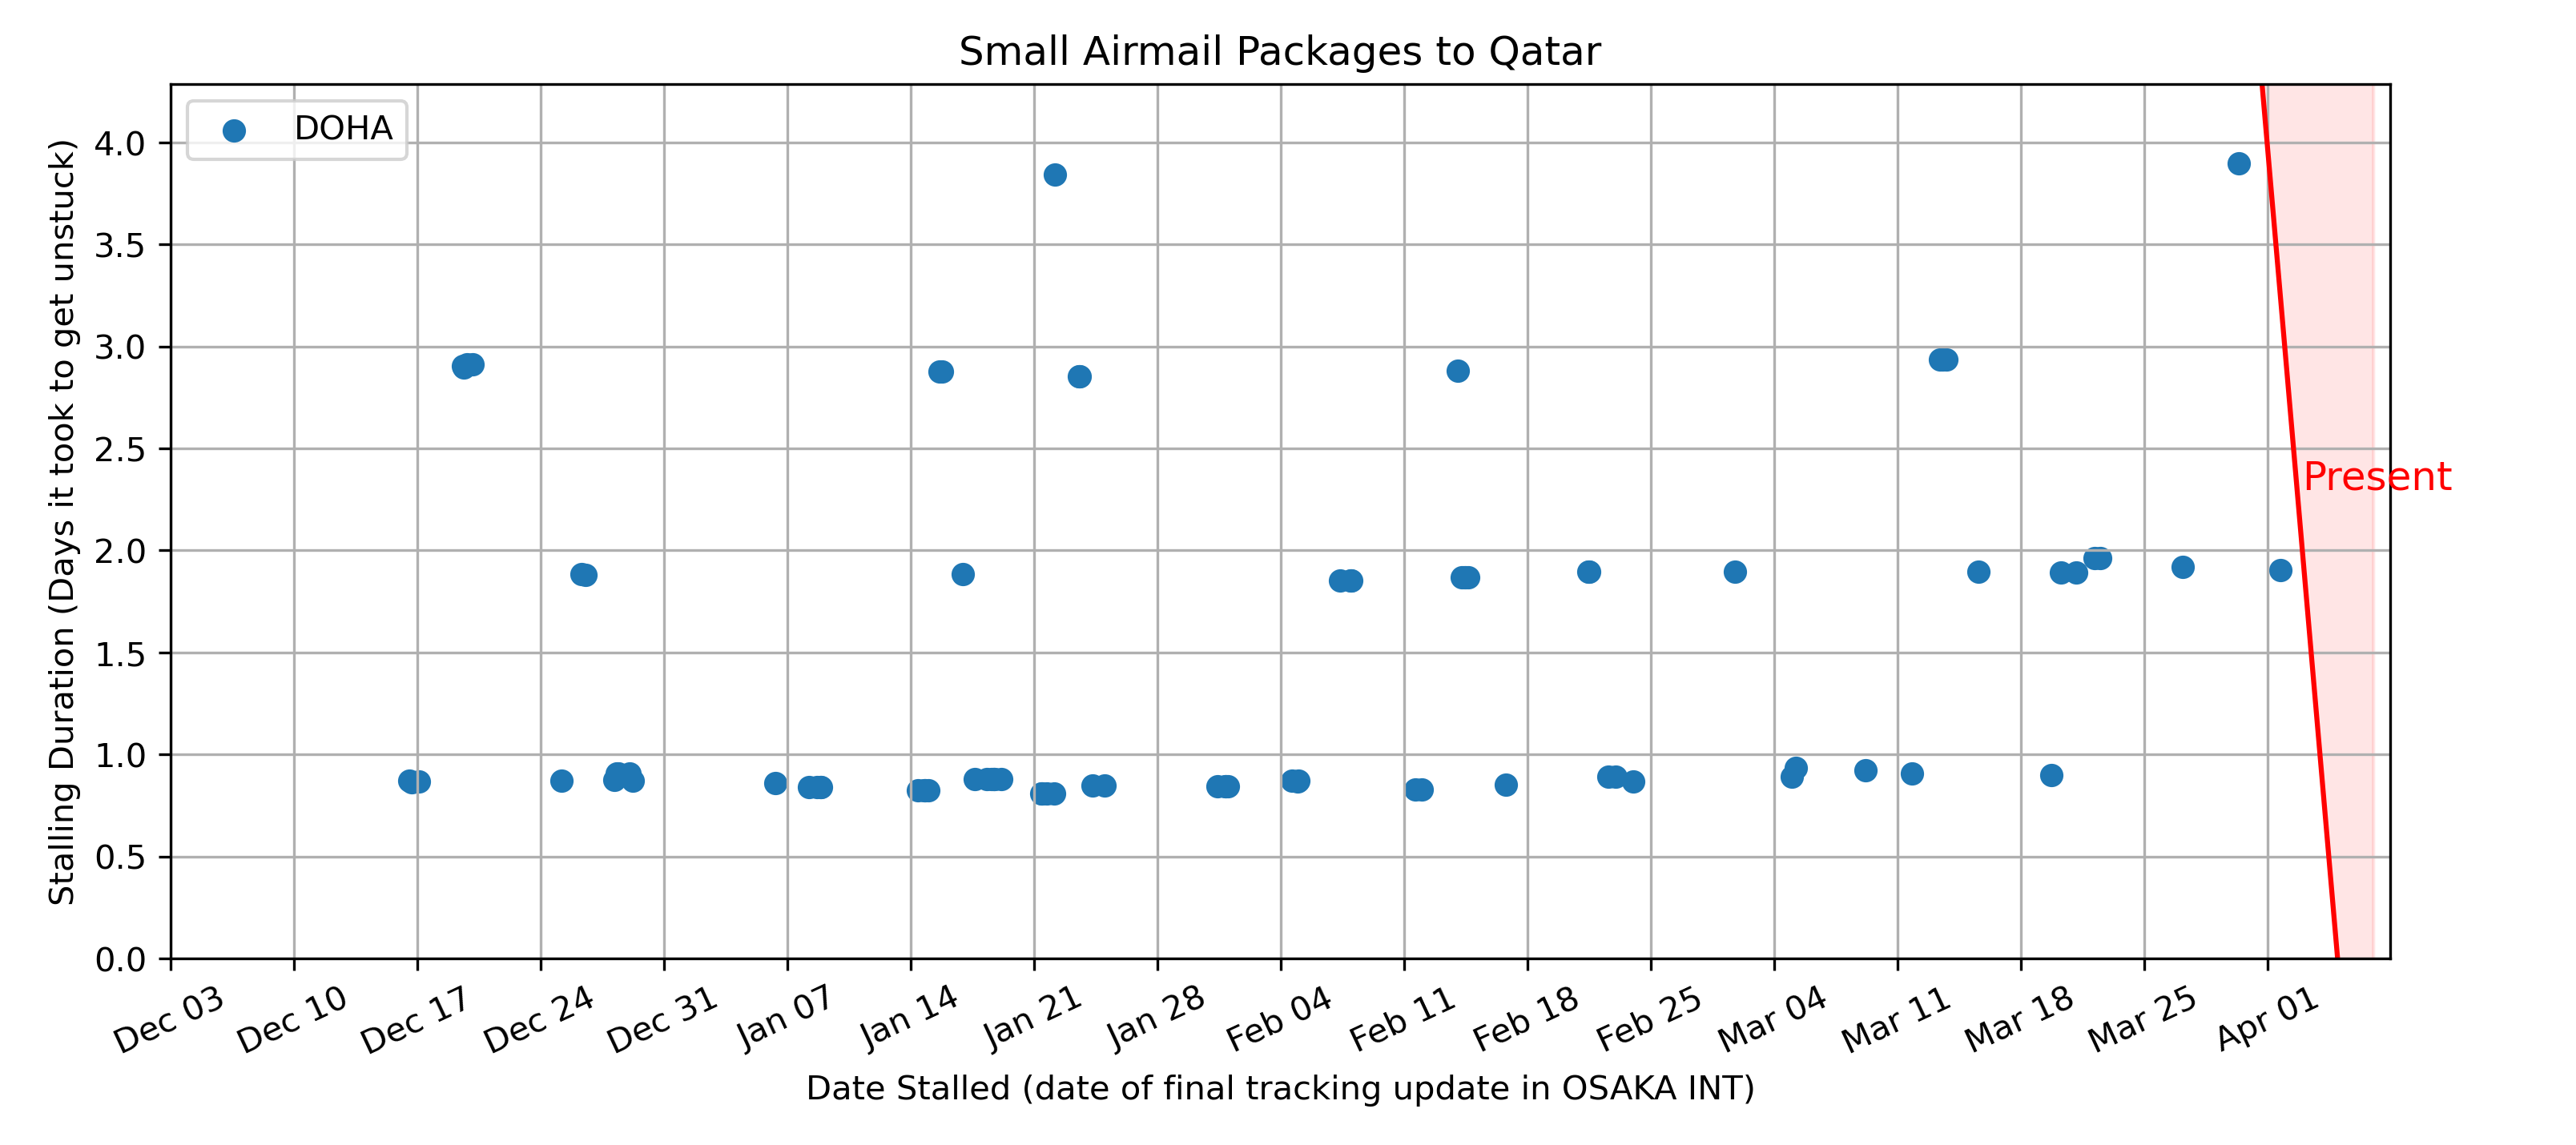 Small Airmail Packages to Qatar
DOHA
Stalling Duration (Days it took to get unstuck)
4.0
3.5
3.0
2.5
2.0
1.5
1.0
0.5
0.0
Present
Dec 03 Dec 10 Dec 17 Dec 24 Dec 31 Jan 07 Jan 14 Jan 21 Jan 28 Feb 04 Feb 11 Feb 18 Feb 25 Mar 04 Mar 11 Mar 18 Mar 25 Apr 01
Date Stalled (date of final tracking update in OSAKA INT)